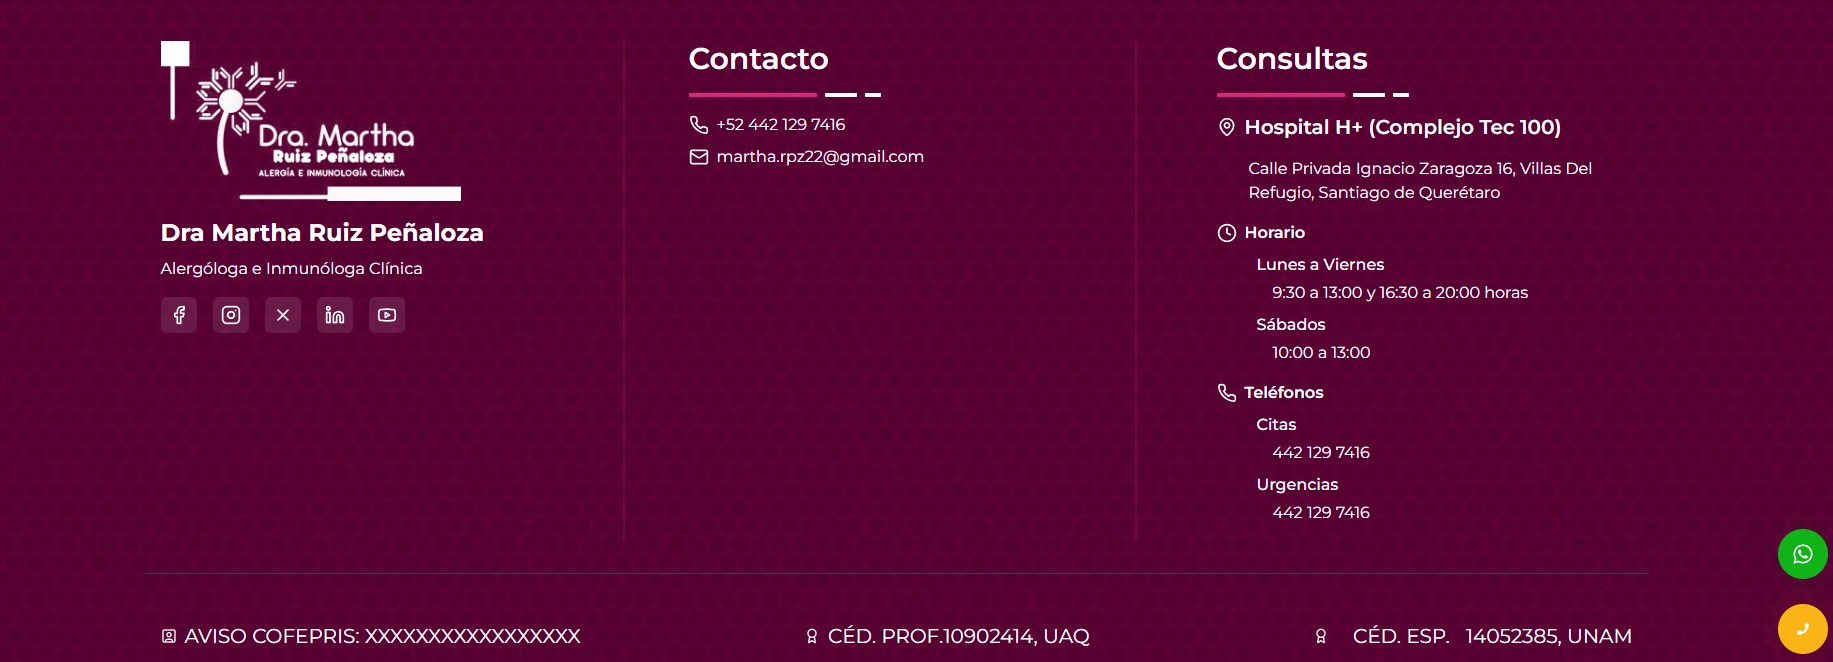 Dra. Martha
Ruiz Peñaloza
ALERGÍA E INMUNOLOGÍA CLÍNICA
Dra Martha Ruiz Peñaloza
Alergóloga e Inmunóloga Clínica
Contacto
+52 442 129 7416
martha.rpz22@gmail.com
Consultas
Hospital H+ (Complejo Tec 100)
Calle Privada Ignacio Zaragoza 16, Villas Del
Refugio, Santiago de Querétaro
Horario
Lunes a Viernes
9:30 a 13:00 y 16:30 a 20:00 horas
Sábados
10:00 a 13:00
Teléfonos
Citas
442 129 7416
Urgencias
442 129 7416
AVISO COFEPRIS: XXXXXXXXXXXXXXXXX
CÉD. PROF.10902414, UAQ
CÉD. ESP. 14052385, UNAM